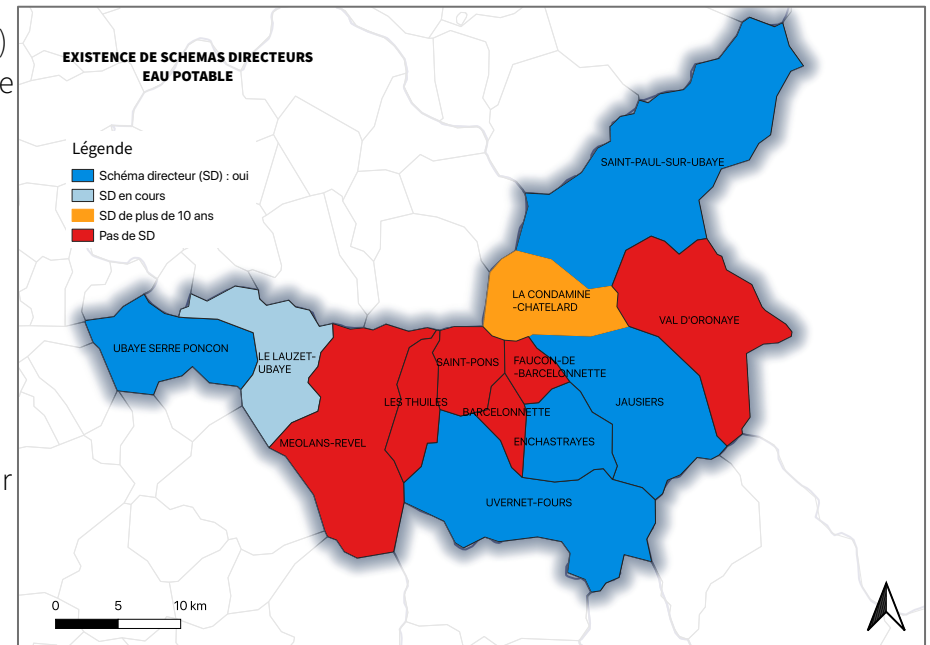 )
e
r
EXISTENCE DE SCHEMAS DIRECTEURS
EAU POTABLE
Légende
Schéma directeur (SD) : oui
SD en cours
SD de plus de 10 ans
Pas de SD
SAINT-PAUL-SUR-UBAYE
LA CONDAMINE
-CHATELARD
VAL D'ORONAYE
UBAYE SERRE PONCON
LE LAUZET-
UBAYE
SAINT-PONS
FAUCON-DE
-BARCELONNETTE
LES THUILES
BARCELONNETTE
JAUSIERS
MEOLANS-REVEL
ENCHASTRAYES
UVERNET-FOURS
0 5 10 km